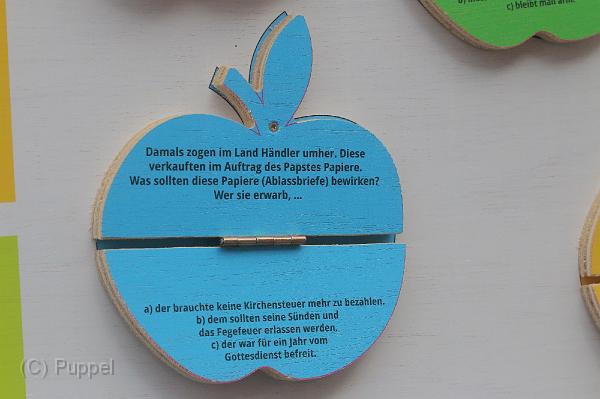 c) bleibt man arm.
Damals zogen im Land Händler umher. Diese
verkauften im Auftrag des Papstes Papiere.
Was sollten diese Papiere (Ablassbriefe) bewirken?
Wer sie erwarb, ...
a) der brauchte keine Kirchensteuer mehr zu bezahlen.
b) dem sollten seine Sünden und
das Fegefeuer erlassen werden.
c) der war für ein Jahr vom
Gottesdienst befreit.
(C) Puppel